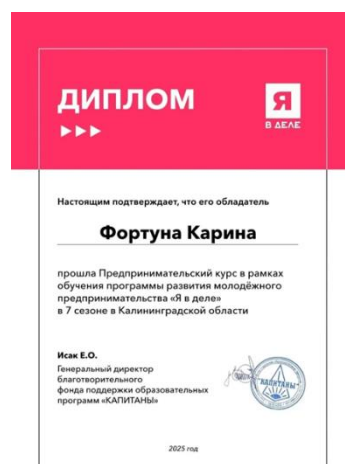 ДИПЛОМ
Я
В ДЕЛЕ
Настоящим подтверждает, что его обладатель
Фортуна Карина
прошла Предпринимательский курс в рамках
обучения программы развития молодёжного
предпринимательства «Я в деле»
в 7 сезоне в Калининградской области
Исак Е.О.
Генеральный директор
благотворительного
фонда поддержки образовательных
программ «КАПИТАНЫ»
КАПИТАНЫ
2025 год